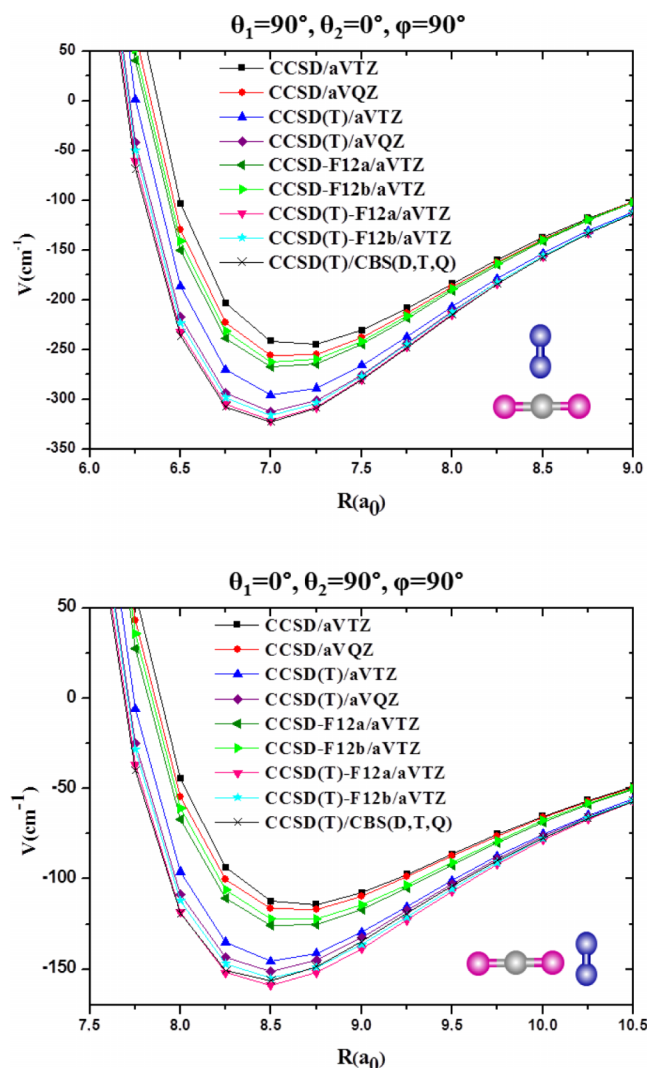 θ₁=90°, θ₂=0°, φ=90°
50
0
-50
-100
-150
-200
-250
-300
-350
V(cm⁻¹)
CCSD/aVTZ
CCSD/aVQZ
CCSD(T)/aVTZ
CCSD(T)/aVQZ
CCSD-F12a/aVTZ
CCSD-F12b/aVTZ
CCSD(T)-F12a/aVTZ
CCSD(T)-F12b/aVTZ
CCSD(T)/CBS(D,T,Q)
6.0 6.5 7.0 7.5 8.0 8.5 9.0
R(a₀)
θ₁=0°, θ₂=90°, φ=90°
50
0
-50
-100
-150
V(cm⁻¹)
CCSD/aVTZ
CCSD/aVQZ
CCSD(T)/aVTZ
CCSD(T)/aVQZ
CCSD-F12a/aVTZ
CCSD-F12b/aVTZ
CCSD(T)-F12a/aVTZ
CCSD(T)-F12b/aVTZ
CCSD(T)/CBS(D,T,Q)
7.5 8.0 8.5 9.0 9.5 10.0 10.5
R(a₀)